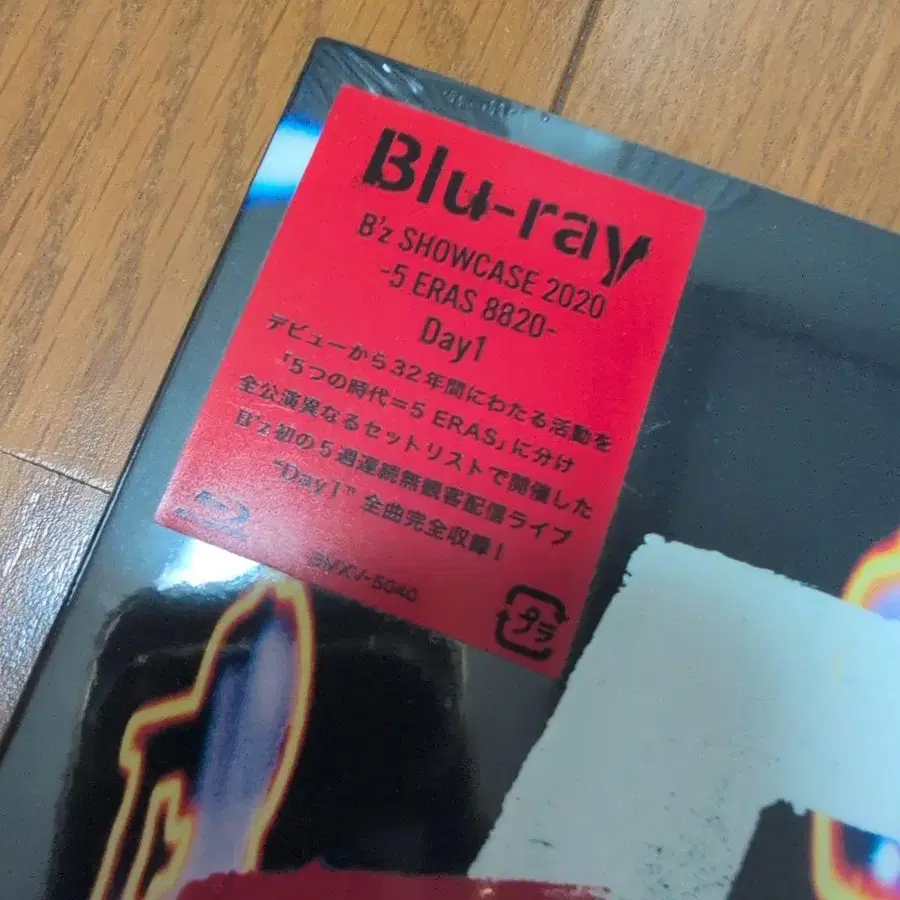 Blu-ray
B'z SHOWCASE 2020
-5 ERAS 8820-
Day1
デビューから32年間にわたる活動を
「5つの時代=5 ERAS」に分け
全公演異なるセットリストで開催した
B'z初の5週連続無観客配信ライブ
"Day1" 全曲完全収録!
BMXV-5040
プラ